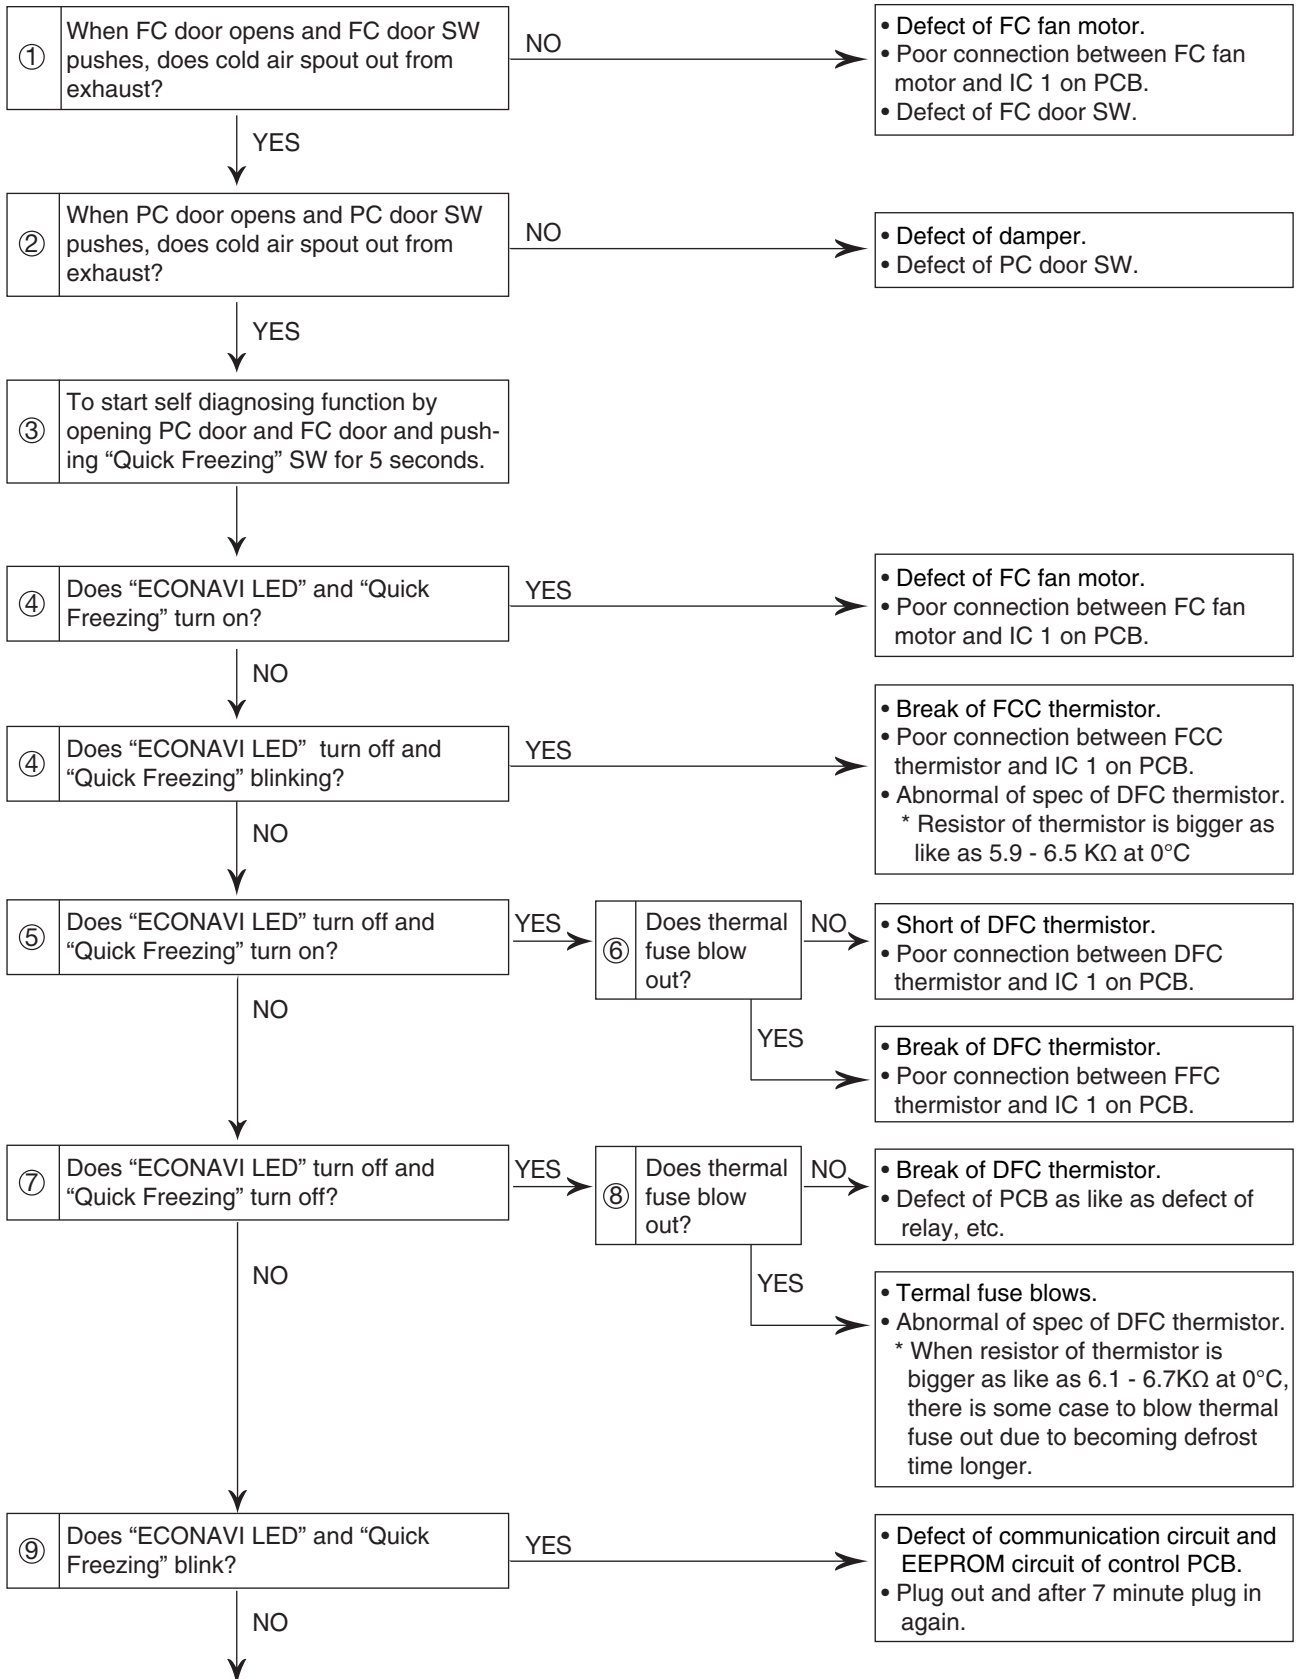 ① When FC door opens and FC door SW
pushes, does cold air spout out from
exhaust?
NO
• Defect of FC fan motor.
• Poor connection between FC fan
motor and IC 1 on PCB.
• Defect of FC door SW.
YES
② When PC door opens and PC door SW
pushes, does cold air spout out from
exhaust?
NO
• Defect of damper.
• Defect of PC door SW.
YES
③ To start self diagnosing function by
opening PC door and FC door and push-
ing “Quick Freezing” SW for 5 seconds.
④ Does “ECONAVI LED” and “Quick
Freezing” turn on?
YES
• Defect of FC fan motor.
• Poor connection between FC fan
motor and IC 1 on PCB.
NO
④ Does “ECONAVI LED” turn off and
“Quick Freezing” blinking?
YES
• Break of FCC thermistor.
• Poor connection between FCC
thermistor and IC 1 on PCB.
• Abnormal of spec of DFC thermistor.
* Resistor of thermistor is bigger as
like as 5.9 - 6.5 KΩ at 0°C
NO
⑤ Does “ECONAVI LED” turn off and
“Quick Freezing” turn on?
YES
⑥ Does thermal
fuse blow
out?
NO
• Short of DFC thermistor.
• Poor connection between DFC
thermistor and IC 1 on PCB.
YES
• Break of DFC thermistor.
• Poor connection between FFC
thermistor and IC 1 on PCB.
NO
⑦ Does “ECONAVI LED” turn off and
“Quick Freezing” turn off?
YES
⑧ Does thermal
fuse blow
out?
NO
• Break of DFC thermistor.
• Defect of PCB as like as defect of
relay, etc.
YES
• Termal fuse blows.
• Abnormal of spec of DFC thermistor.
* When resistor of thermistor is
bigger as like as 6.1 - 6.7KΩ at 0°C,
there is some case to blow thermal
fuse out due to becoming defrost
time longer.
NO
⑨ Does “ECONAVI LED” and “Quick
Freezing” blink?
YES
• Defect of communication circuit and
EEPROM circuit of control PCB.
• Plug out and after 7 minute plug in
again.
NO